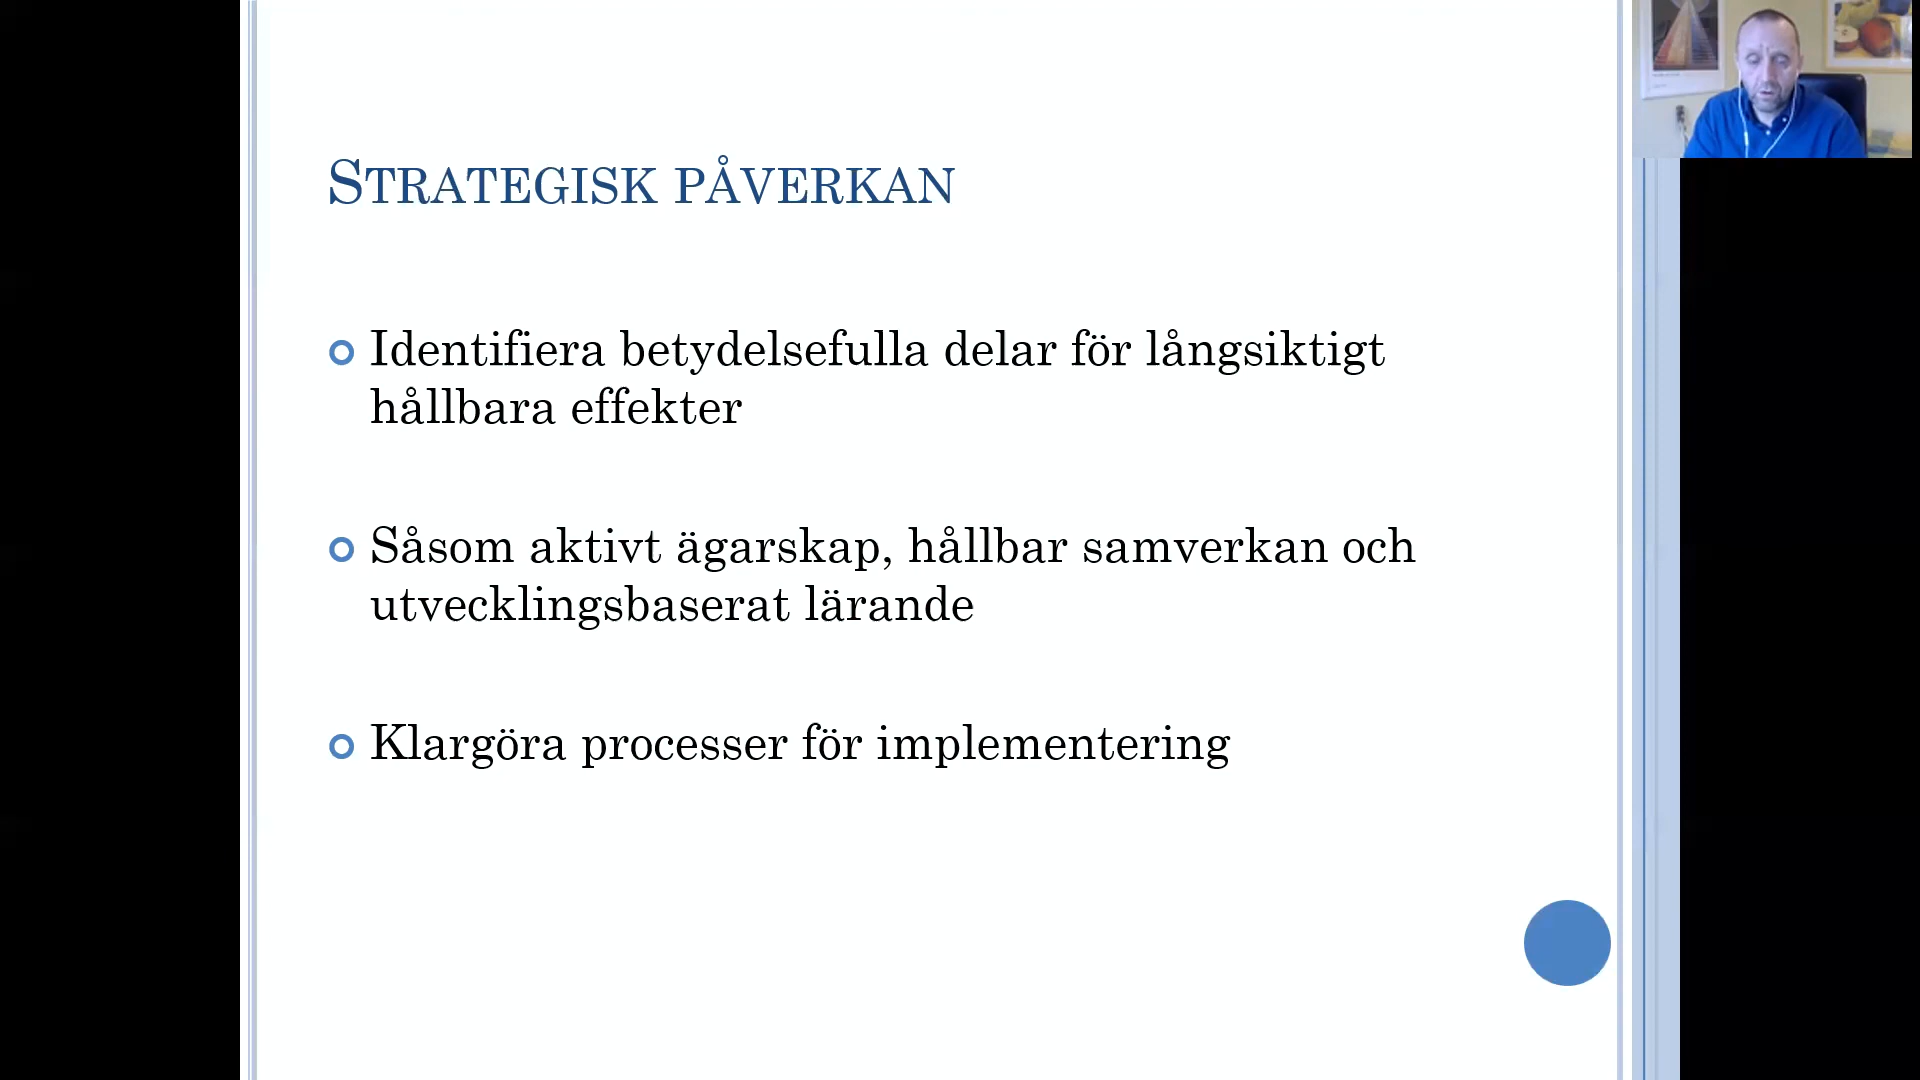 STRATEGISK PÅVERKAN
Identifiera betydelsefulla delar för långsiktigt
hållbara effekter
Såsom aktivt ägarskap, hållbar samverkan och
utvecklingsbaserat lärande
Klargöra processer för implementering